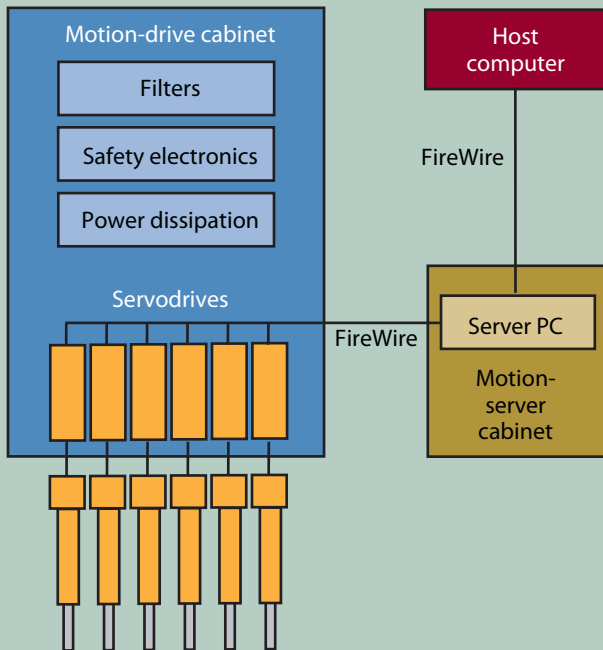 Motion-drive cabinet
Filters
Safety electronics
Power dissipation
Servodrives
Host
computer
FireWire
FireWire
Server PC
Motion-
server
cabinet